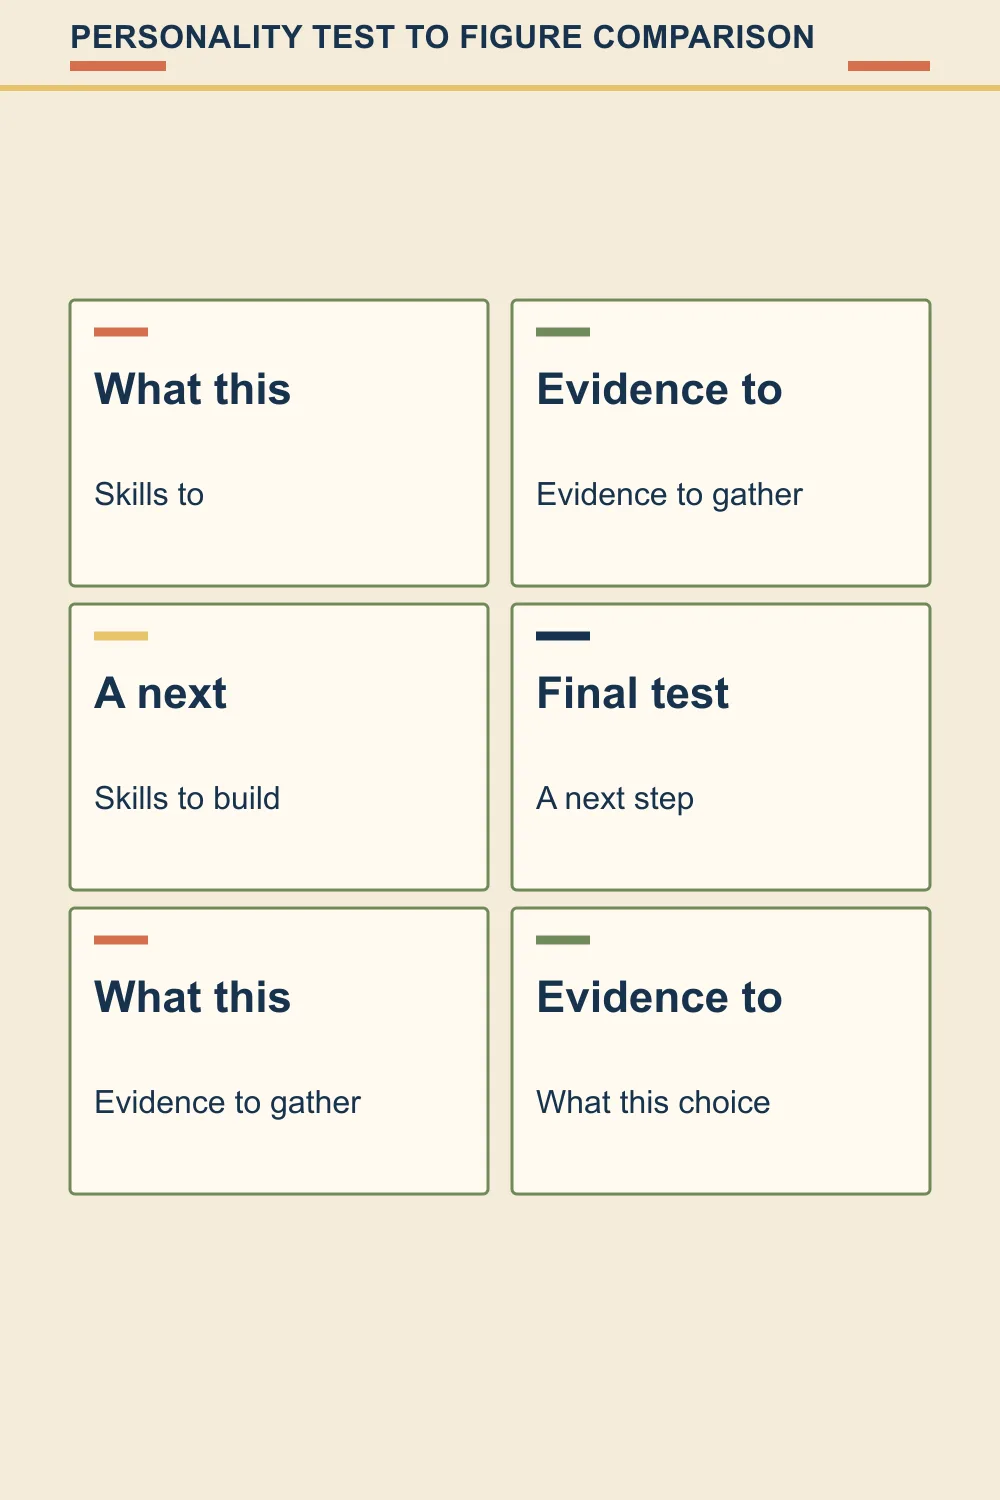 PERSONALITY TEST TO FIGURE COMPARISON
What this
Skills to
Evidence to
Evidence to gather
A next
Skills to build
Final test
A next step
What this
Evidence to gather
Evidence to
What this choice